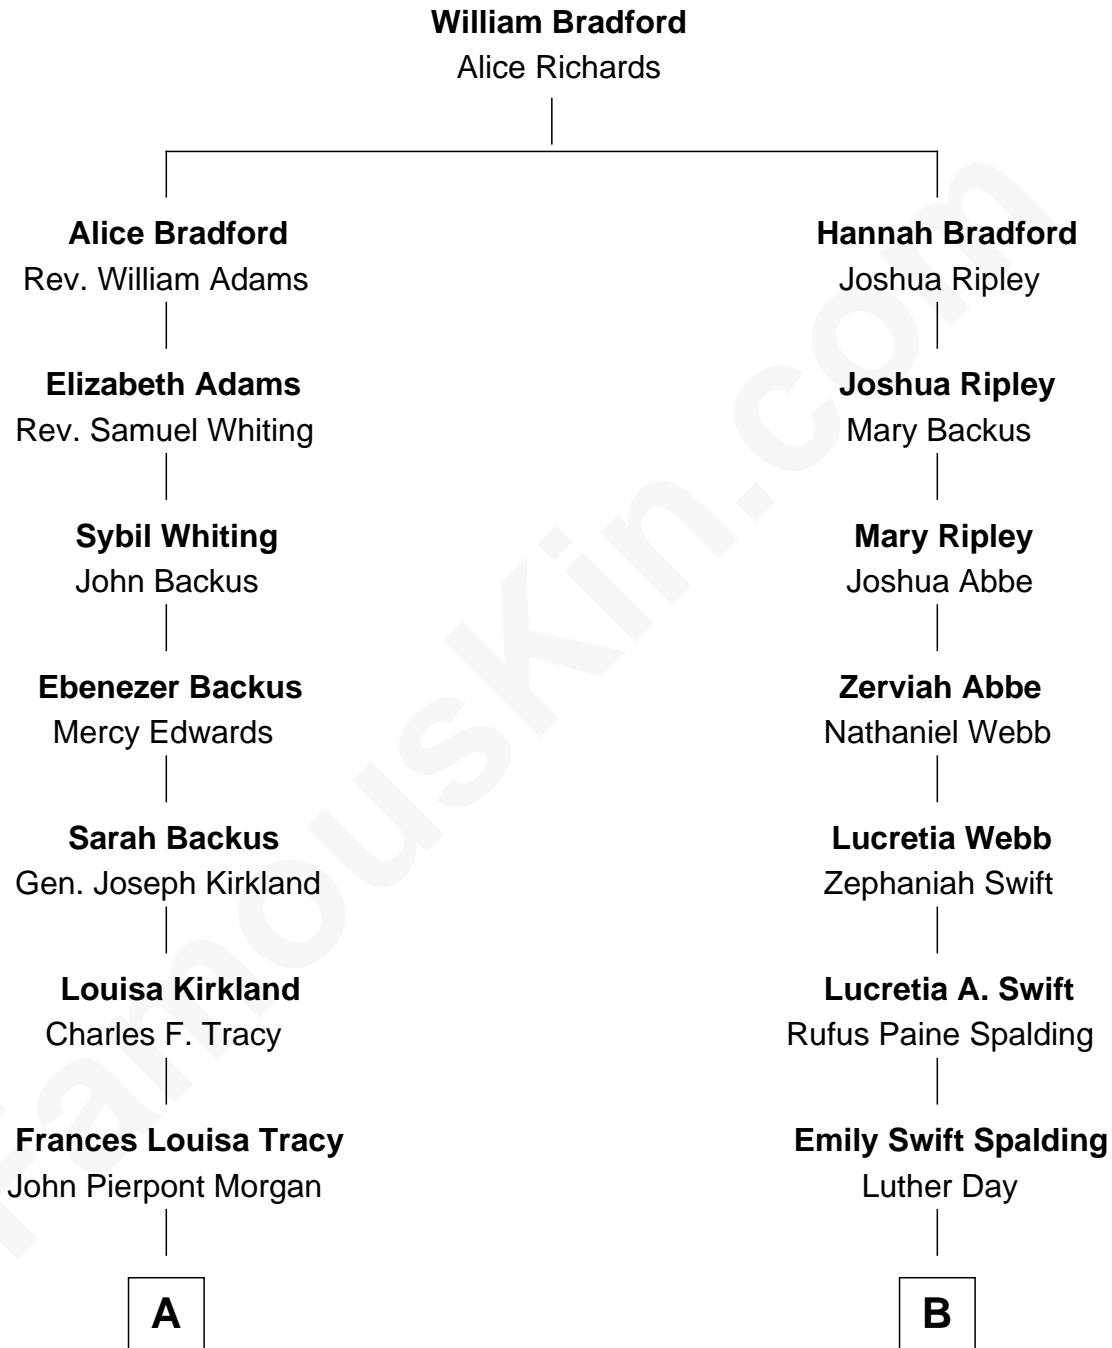 William Bradford
Alice Richards
Alice Bradford
Rev. William Adams
Elizabeth Adams
Rev. Samuel Whiting
Sybil Whiting
John Backus
Ebenezer Backus
Mercy Edwards
Sarah Backus
Gen. Joseph Kirkland
Louisa Kirkland
Charles F. Tracy
Frances Louisa Tracy
John Pierpont Morgan
A
Hannah Bradford
Joshua Ripley
Joshua Ripley
Mary Backus
Mary Ripley
Joshua Abbe
Zerviah Abbe
Nathaniel Webb
Lucretia Webb
Zephaniah Swift
Lucretia A. Swift
Rufus Paine Spalding
Emily Swift Spalding
Luther Day
B
FamousKin.com